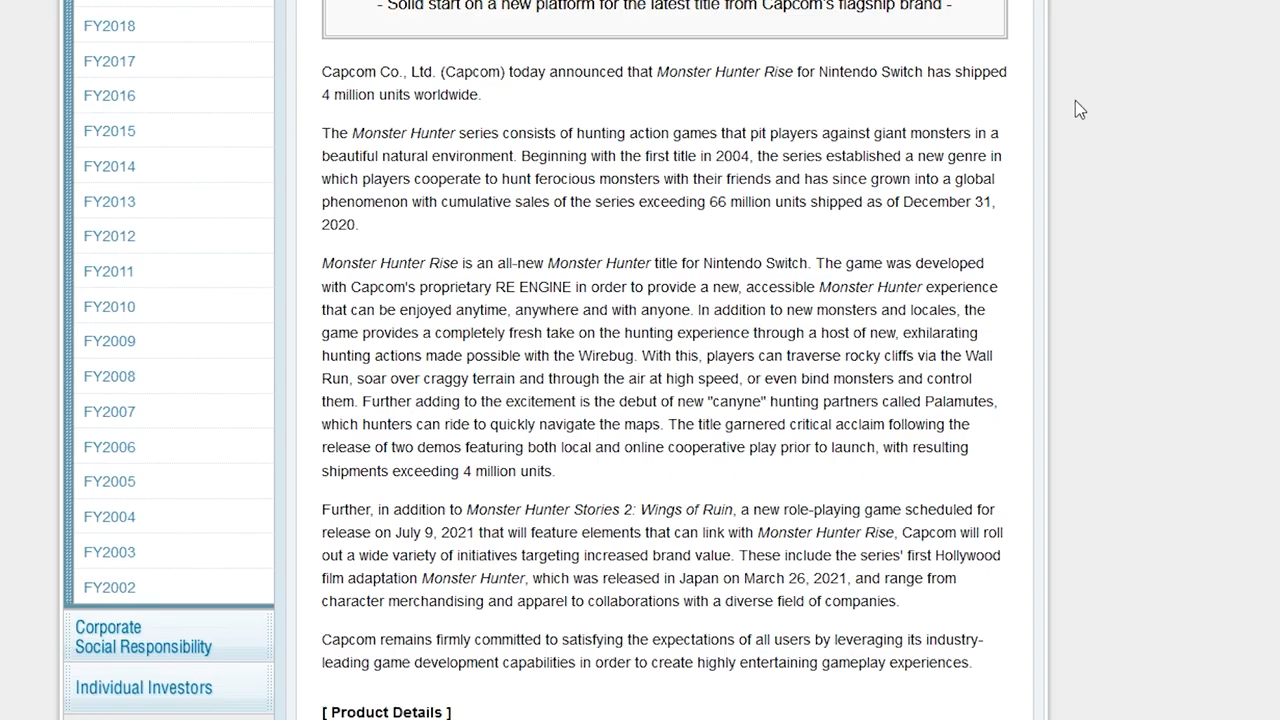 FY2018
FY2017
FY2016
FY2015
FY2014
FY2013
FY2012
FY2011
FY2010
FY2009
FY2008
FY2007
FY2006
FY2005
FY2004
FY2003
FY2002
Corporate
Social Responsibility
Individual Investors
- Solid start on a new platform for the latest title from Capcom's flagship brand -
Capcom Co., Ltd. (Capcom) today announced that Monster Hunter Rise for Nintendo Switch has shipped
4 million units worldwide.
The Monster Hunter series consists of hunting action games that pit players against giant monsters in a
beautiful natural environment. Beginning with the first title in 2004, the series established a new genre in
which players cooperate to hunt ferocious monsters with their friends and has since grown into a global
phenomenon with cumulative sales of the series exceeding 66 million units shipped as of December 31,
2020.
Monster Hunter Rise is an all-new Monster Hunter title for Nintendo Switch. The game was developed
with Capcom's proprietary RE ENGINE in order to provide a new, accessible Monster Hunter experience
that can be enjoyed anytime, anywhere and with anyone. In addition to new monsters and locales, the
game provides a completely fresh take on the hunting experience through a host of new, exhilarating
hunting actions made possible with the Wirebug. With this, players can traverse rocky cliffs via the Wall
Run, soar over craggy terrain and through the air at high speed, or even bind monsters and control
them. Further adding to the excitement is the debut of new "canyne" hunting partners called Palamutes,
which hunters can ride to quickly navigate the maps. The title garnered critical acclaim following the
release of two demos featuring both local and online cooperative play prior to launch, with resulting
shipments exceeding 4 million units.
Further, in addition to Monster Hunter Stories 2: Wings of Ruin, a new role-playing game scheduled for
release on July 9, 2021 that will feature elements that can link with Monster Hunter Rise, Capcom will roll
out a wide variety of initiatives targeting increased brand value. These include the series' first Hollywood
film adaptation Monster Hunter, which was released in Japan on March 26, 2021, and range from
character merchandising and apparel to collaborations with a diverse field of companies.
Capcom remains firmly committed to satisfying the expectations of all users by leveraging its industry-
leading game development capabilities in order to create highly entertaining gameplay experiences.
[ Product Details ]